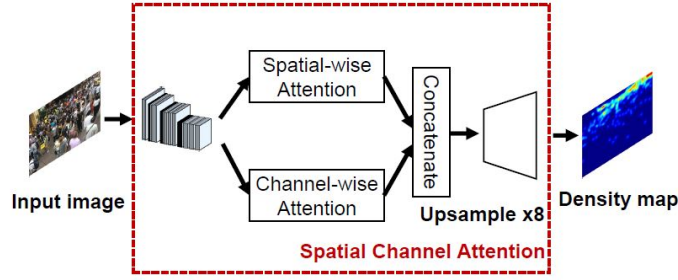 Spatial-wise
Attention
Channel-wise
Attention
Concatenate
Input image
Upsample x8
Density map
Spatial Channel Attention